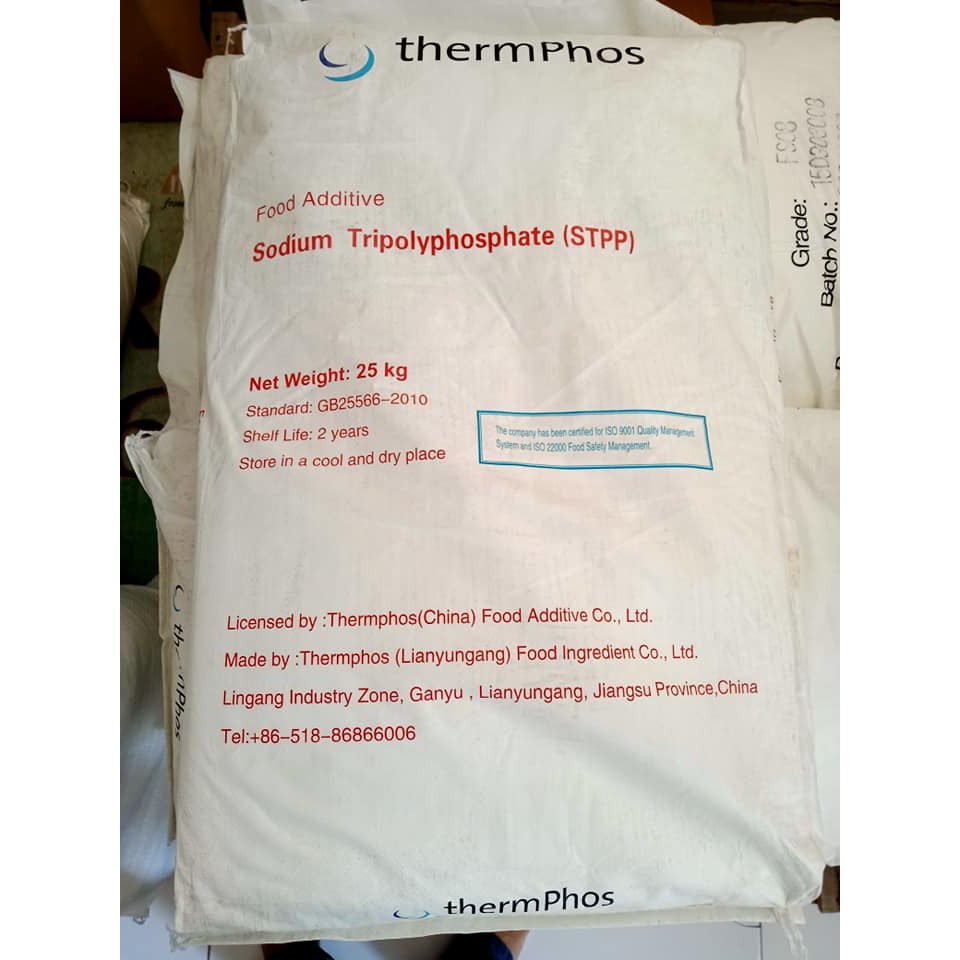 thermPhos
Food Additive
Sodium Tripolyphosphate (STPP)
Net Weight: 25 kg
Standard: GB25566-2010
Shelf Life: 2 years
Store in a cool and dry place
The company has been certified for ISO 9001 Quality Management
System and ISO 22000 Food Safety Management.
Licensed by :Thermphos(China) Food Additive Co., Ltd.
Made by :Thermphos (Lianyungang) Food Ingredient Co., Ltd.
Lingang Industry Zone, Ganyu , Lianyungang, Jiangsu Province,China
Tel:+86-518-86866006
thermPhos
Grade:
Batch No.: